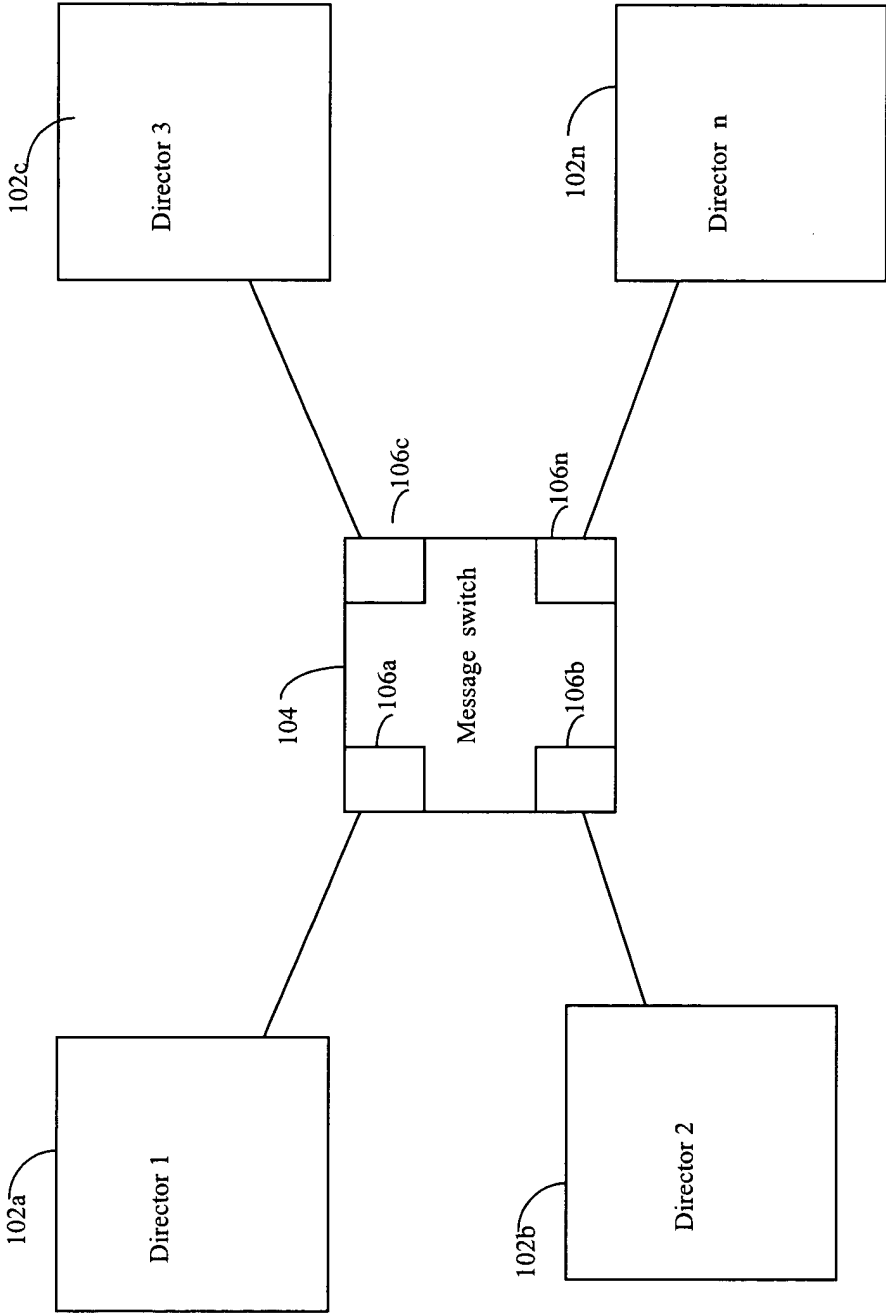 102a
Director 1
102c
Director 3
104
106a
106c
Message switch
106b
106n
102b
Director 2
102n
Director n